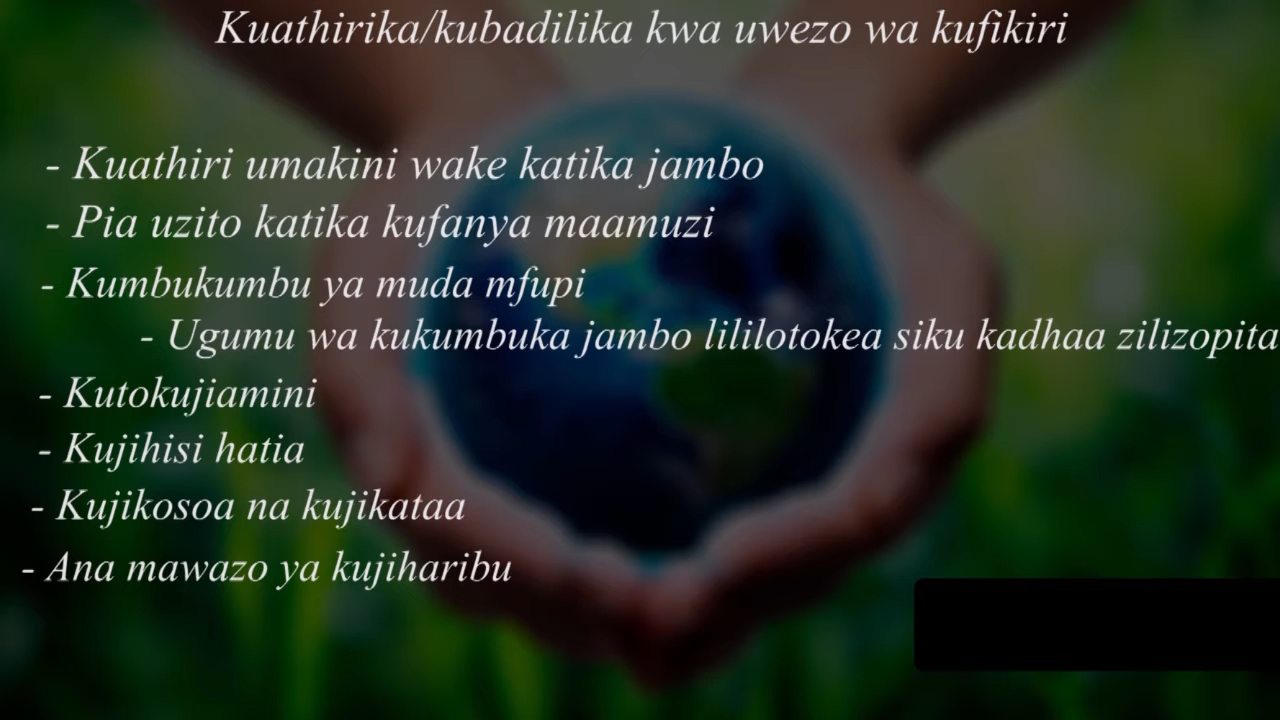 Kuathirika/kubadilika kwa uwezo wa kufikiri
- Kuathiri umakini wake katika jambo
- Pia uzito katika kufanya maamuzi
- Kumbukumbu ya muda mfupi
- Ugumu wa kukumbuka jambo lililotokea siku kadhaa zilizopita
- Kutokujiamini
- Kujihisi hatia
- Kujikosoa na kujikataa
- Ana mawazo ya kujiharibu